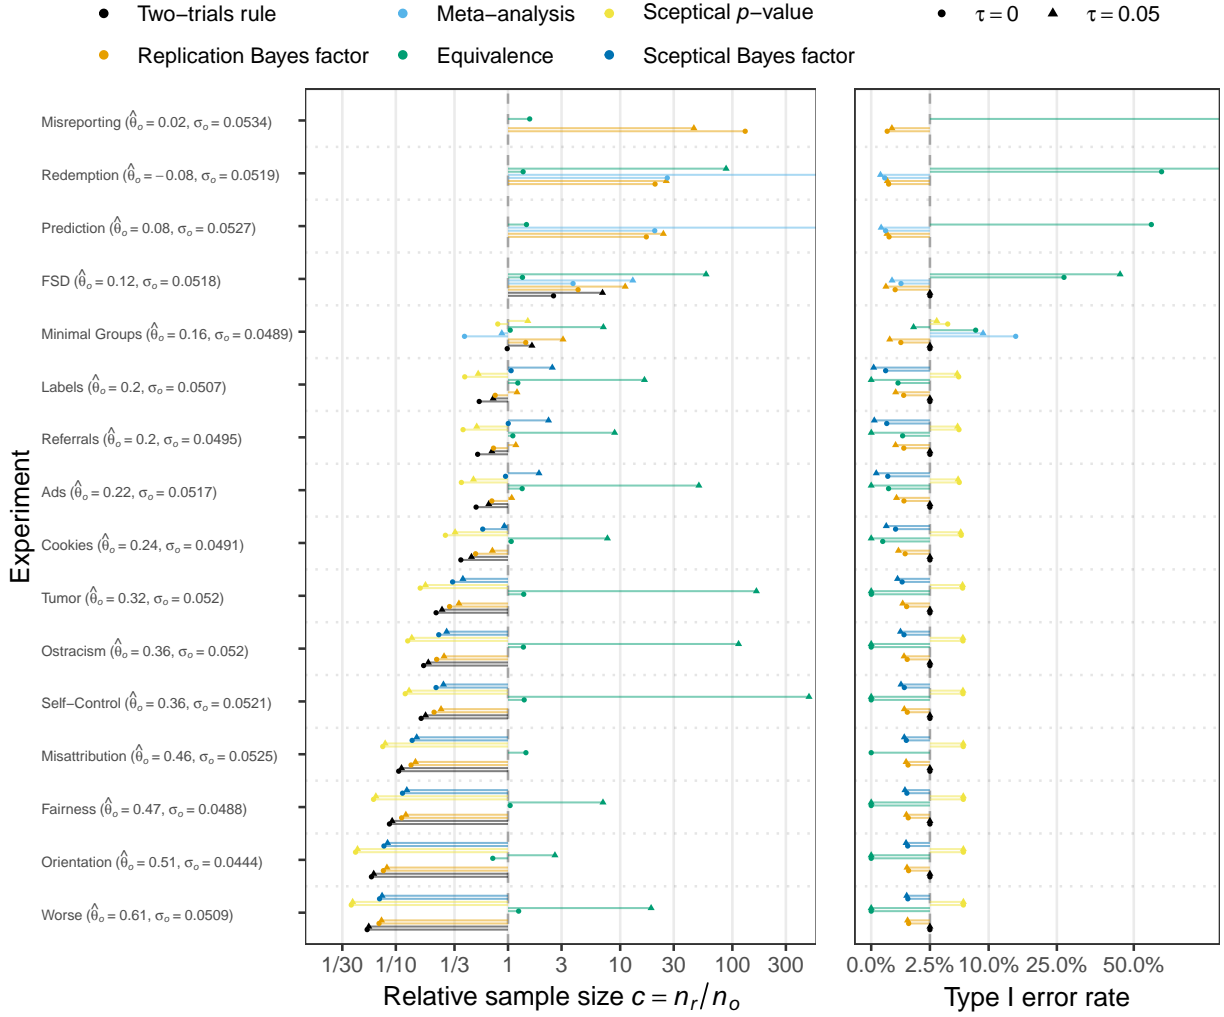 Two−trials rule
Meta−analysis
Sceptical p−value
τ = 0
τ = 0.05
Replication Bayes factor
Equivalence
Sceptical Bayes factor
Experiment
Misreporting (θ̂ₒ = 0.02, σₒ = 0.0534)
Redemption (θ̂ₒ = −0.08, σₒ = 0.0519)
Prediction (θ̂ₒ = 0.08, σₒ = 0.0527)
FSD (θ̂ₒ = 0.12, σₒ = 0.0518)
Minimal Groups (θ̂ₒ = 0.16, σₒ = 0.0489)
Labels (θ̂ₒ = 0.2, σₒ = 0.0507)
Referrals (θ̂ₒ = 0.2, σₒ = 0.0495)
Ads (θ̂ₒ = 0.22, σₒ = 0.0517)
Cookies (θ̂ₒ = 0.24, σₒ = 0.0491)
Tumor (θ̂ₒ = 0.32, σₒ = 0.052)
Ostracism (θ̂ₒ = 0.36, σₒ = 0.052)
Self−Control (θ̂ₒ = 0.36, σₒ = 0.0521)
Misattribution (θ̂ₒ = 0.46, σₒ = 0.0525)
Fairness (θ̂ₒ = 0.47, σₒ = 0.0488)
Orientation (θ̂ₒ = 0.51, σₒ = 0.0444)
Worse (θ̂ₒ = 0.61, σₒ = 0.0509)
1/30 1/10 1/3 1 3 10 30 100 300
0.0% 2.5% 10.0% 25.0% 50.0%
Relative sample size c = nᵣ/nₒ
Type I error rate